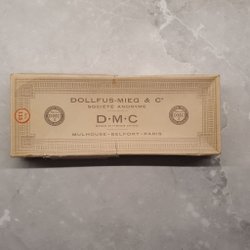 DOLLFUS-MIEG & Cie
SOCIÉTÉ ANONYME
D·M·C
MULHOUSE-BELFORT-PARIS